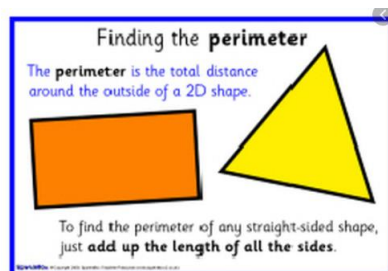 Finding the perimeter
The perimeter is the total distance
around the outside of a 2D shape.
To find the perimeter of any straight-sided shape,
just add up the length of all the sides.